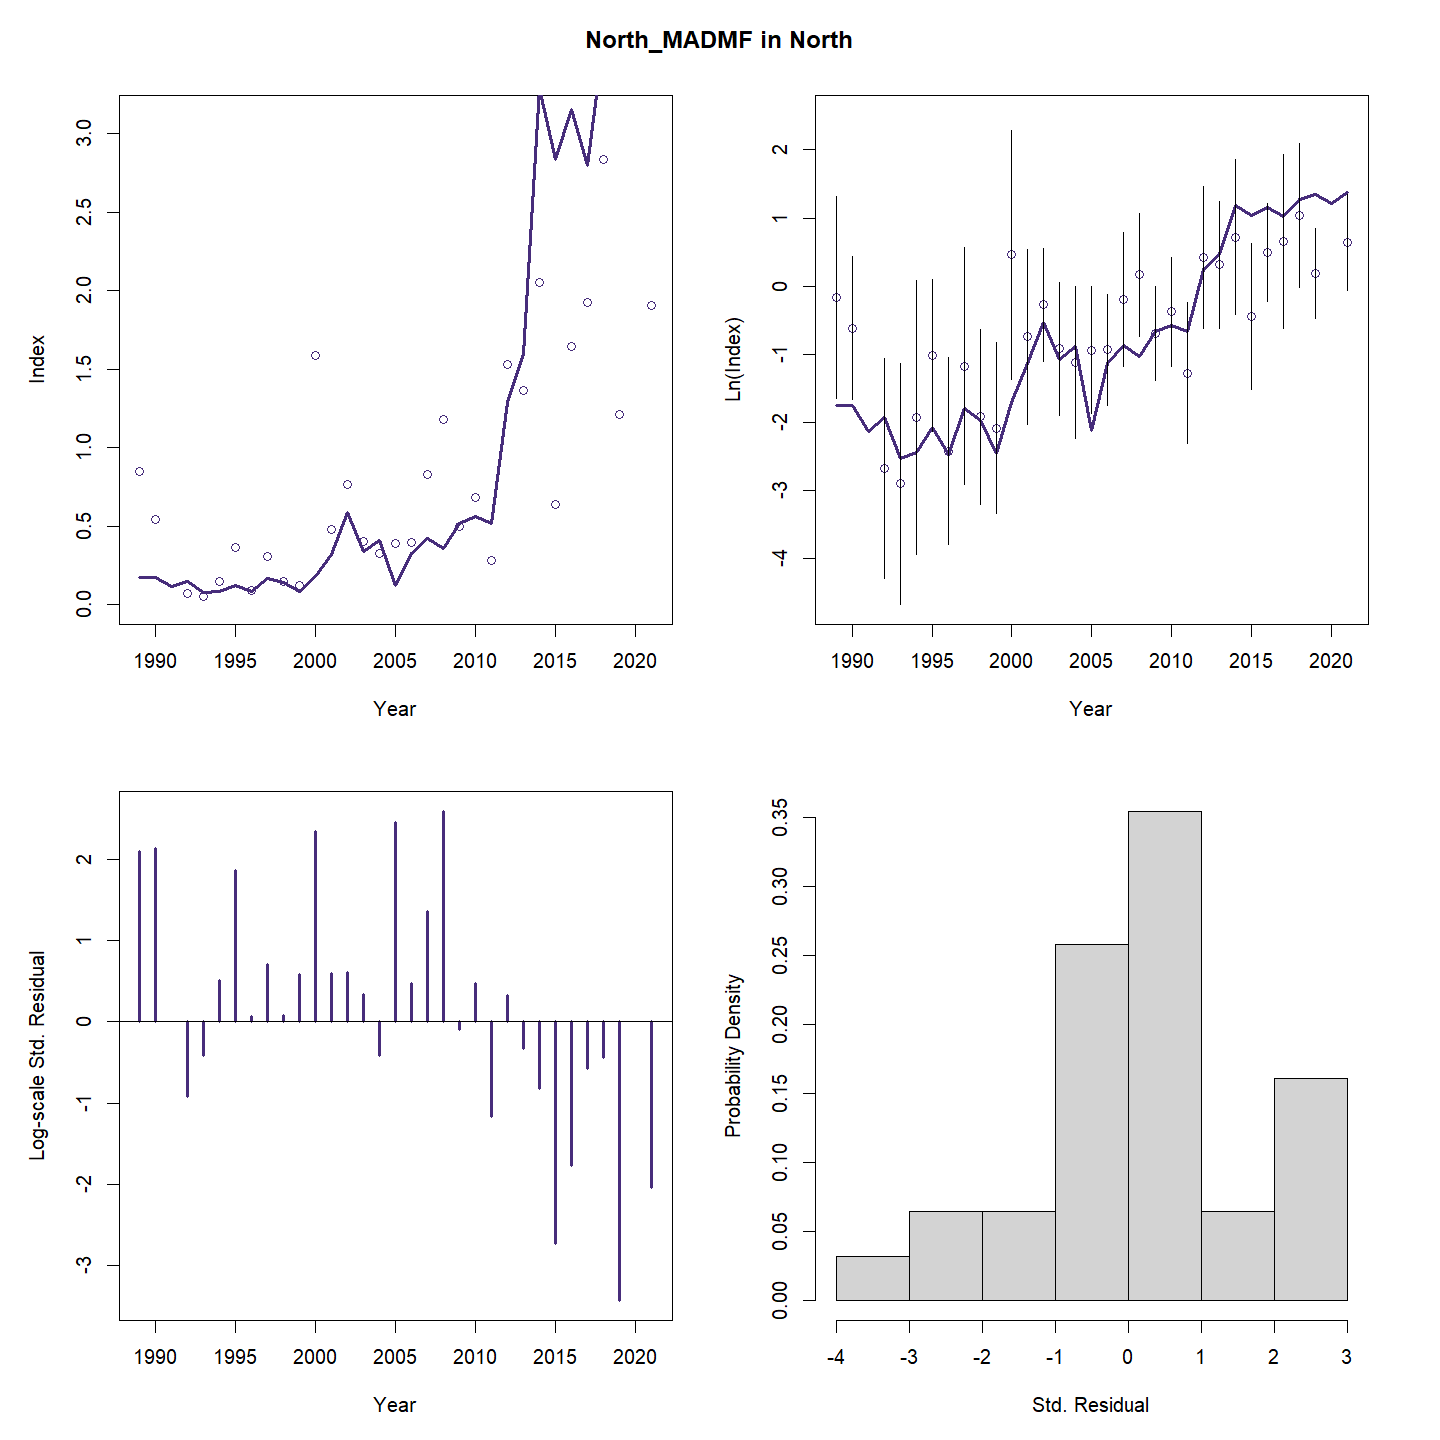 North_MADMF in North
Index
0.0 0.5 1.0 1.5 2.0 2.5 3.0
1990 1995 2000 2005 2010 2015 2020
Year
Ln(Index)
-4 -3 -2 -1 0 1 2
1990 1995 2000 2005 2010 2015 2020
Year
Log-scale Std. Residual
-3 -2 -1 0 1 2
1990 1995 2000 2005 2010 2015 2020
Year
Probability Density
0.00 0.05 0.10 0.15 0.20 0.25 0.30 0.35
-4 -3 -2 -1 0 1 2 3
Std. Residual